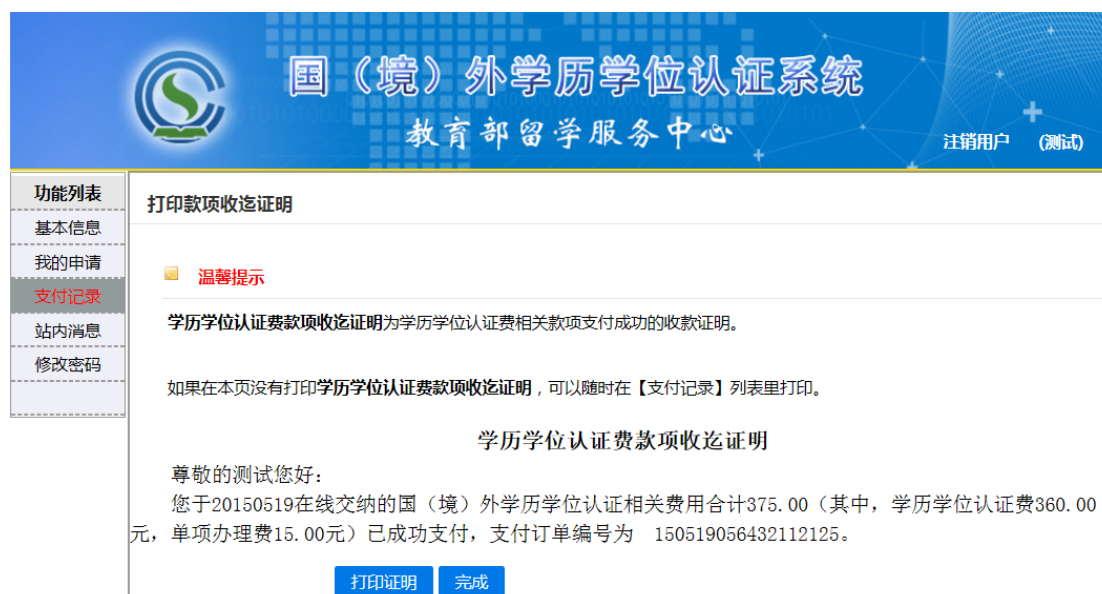 国（境）外学历学位认证系统
教育部留学服务中心
注销用户 (测试)
功能列表
基本信息
我的申请
支付记录
站内消息
修改密码
打印款项收迄证明
温馨提示
学历学位认证费款项收迄证明为学历学位认证费相关款项支付成功的收款证明。
如果在本页没有打印学历学位认证费款项收迄证明，可以随时在【支付记录】列表里打印。
学历学位认证费款项收迄证明
尊敬的测试您好：
您于20150519在线交纳的国（境）外学历学位认证相关费用合计375.00（其中，学历学位认证费360.00
元，单项办理费15.00元）已成功支付，支付订单编号为 150519056432112125。
打印证明 完成